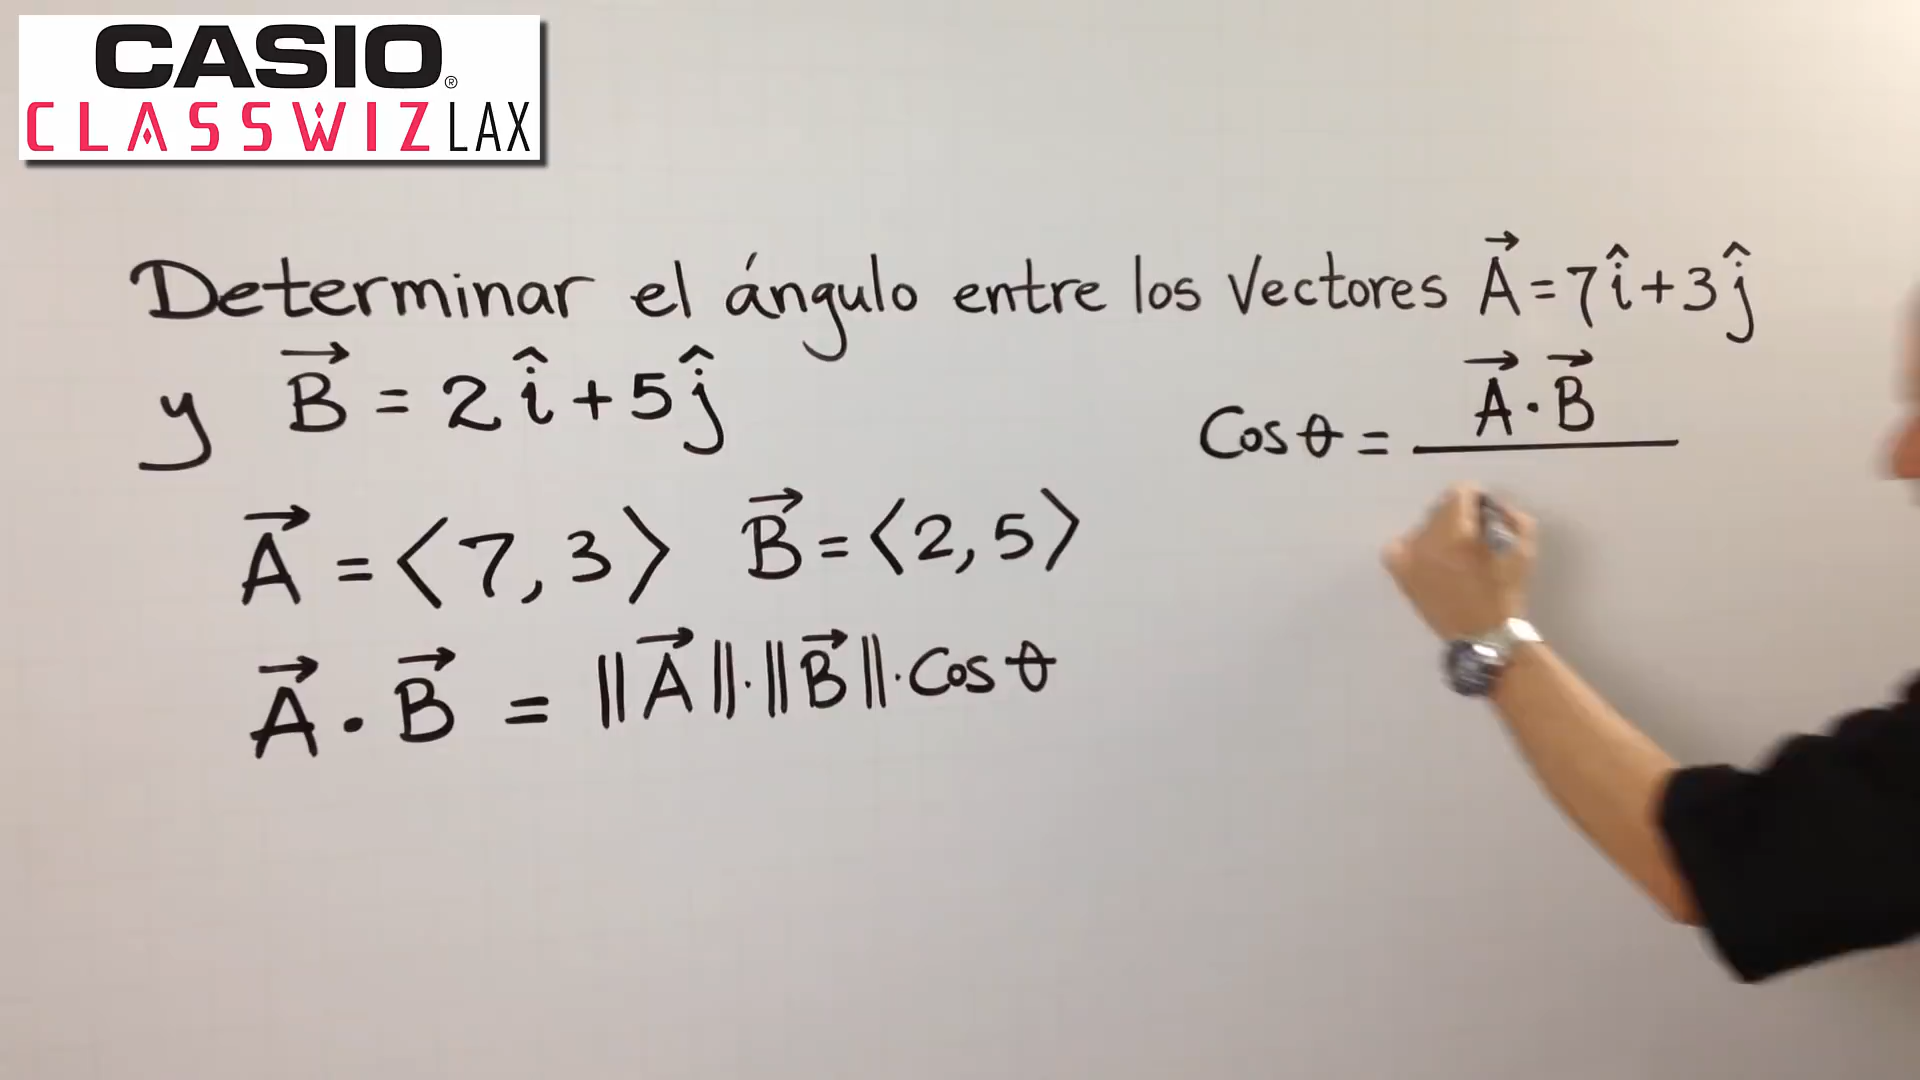 CASIO®
CLASSWIZ LAX
Determinar el ángulo entre los Vectores A⃗ = 7î + 3ĵ
y B⃗ = 2î + 5ĵ
Cos θ = A⃗ · B⃗
A⃗ = ⟨7, 3⟩ B⃗ = ⟨2, 5⟩
A⃗ · B⃗ = ||A⃗|| · ||B⃗|| · Cos θ